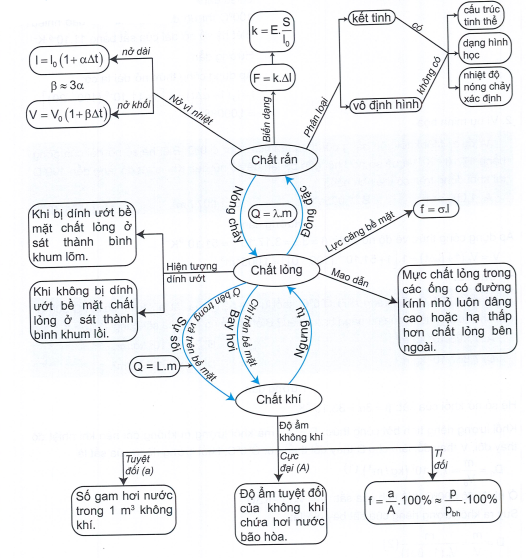 k = E. S / l₀
F = k.Δl
Biến dạng
kết tinh
có
cấu trúc
tinh thể
dạng hình
học
nhiệt độ
nóng chảy
xác định
không có
vô định hình
Phân loại
nở dài
l = l₀ (1+ αΔt)
β ≈ 3α
nở khối
V = V₀ (1+ βΔt)
Nở vì nhiệt
Chất rắn
Nóng chảy
Q = λ.m
Đông đặc
Khi bị dính ướt bề
mặt chất lỏng ở
sát thành bình
khum lõm.
Khi không bị dính
ướt bề mặt chất
lỏng ở sát thành
bình khum lồi.
Hiện tượng
dính ướt
Chất lỏng
Lực căng bề mặt
f = σ.l
Mao dẫn
Mực chất lỏng trong
các ống có đường
kính nhỏ luôn dâng
cao hoặc hạ thấp
hơn chất lỏng bên
ngoài.
Sự sôi
Ở bên trong và trên bề mặt
Bay hơi
Chỉ trên bề mặt
Ngưng tụ
Q = L.m
Chất khí
Độ ẩm
không khí
Tuyệt
đối (a)
Cực
đại (A)
Tỉ
đối
Số gam hơi nước
trong 1 m³ không
khí.
Độ ẩm tuyệt đối
của không khí
chứa hơi nước
bão hòa.
f = a/A .100% ≈ p/p_bh .100%